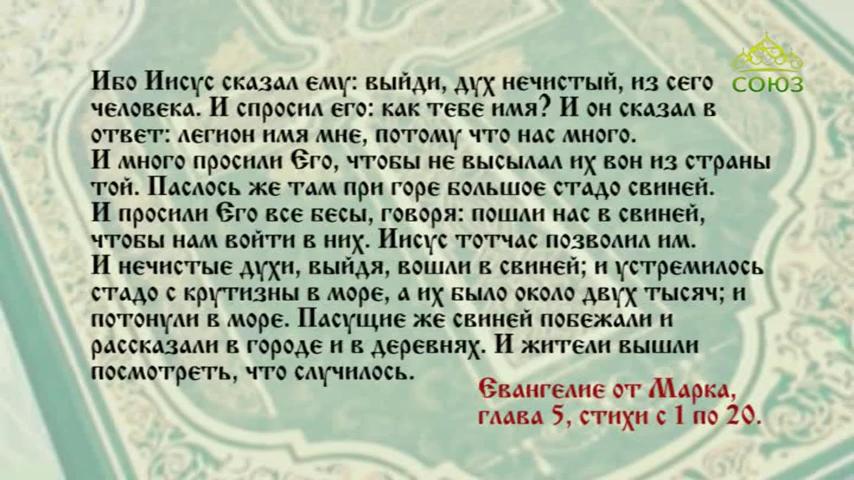 Ибо Иисус сказал ему: выйди, дух нечистый, из сего
СОЮЗ
человека. И спросил его: как тебе имя? И он сказал в
ответ: легион имя мне, потому что нас много.
И много просили Его, чтобы не высылал их вон из страны
той. Паслось же там при горе большое стадо свиней.
И просили Его все бесы, говоря: пошли нас в свиней,
чтобы нам войти в них. Иисус тотчас позволил им.
И нечистые духи, выйдя, вошли в свиней; и устремилось
стадо с крутизны в море, а их было около двух тысяч; и
потонули в море. Пасущие же свиней побежали и
рассказали в городе и в деревнях. И жители вышли
посмотреть, что случилось.
Евангелие от Марка,
глава 5, стихи с 1 по 20.